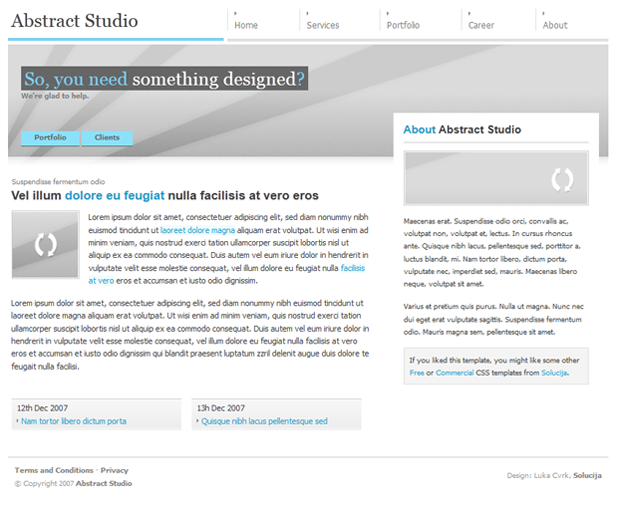 Abstract Studio
Home
Services
Portfolio
Career
About
So, you need something designed?
We're glad to help.
Portfolio
Clients
Suspendisse fermentum odio
Vel illum dolore eu feugiat nulla facilisis at vero eros
Lorem ipsum dolor sit amet, consectetuer adipiscing elit, sed diam nonummy nibh
euismod tincidunt ut laoreet dolore magna aliquam erat volutpat. Ut wisi enim ad
minim veniam, quis nostrud exerci tation ullamcorper suscipit lobortis nisl ut
aliquip ex ea commodo consequat. Duis autem vel eum iriure dolor in hendrerit in
vulputate velit esse molestie consequat, vel illum dolore eu feugiat nulla facilisis
at vero eros et accumsan et iusto odio dignissim.
Lorem ipsum dolor sit amet, consectetuer adipiscing elit, sed diam nonummy nibh euismod tincidunt ut
laoreet dolore magna aliquam erat volutpat. Ut wisi enim ad minim veniam, quis nostrud exerci tation
ullamcorper suscipit lobortis nisl ut aliquip ex ea commodo consequat. Duis autem vel eum iriure dolor in
hendrerit in vulputate velit esse molestie consequat, vel illum dolore eu feugiat nulla facilisis at vero
eros et accumsan et iusto odio dignissim qui blandit praesent luptatum zzril delenit augue duis dolore te
feugait nulla facilisi.
12th Dec 2007
Nam tortor libero dictum porta
13h Dec 2007
Quisque nibh lacus pellentesque sed
About Abstract Studio
Maecenas erat. Suspendisse odio orci, convallis ac,
volutpat non, volutpat et, lectus. In cursus rhoncus
ante. Quisque nibh lacus, pellentesque sed, porttitor a,
luctus blandit, mi. Nam tortor libero, dictum porta,
vulputate nec, imperdiet sed, mauris. Maecenas libero
neque, volutpat sit amet.
Varius et pretium quis purus. Nulla ut magna. Nunc nec
dui eget erat vulputate sagittis. Suspendisse fermentum
odio. Mauris magna sem, pellentesque sit amet.
If you liked this template, you might like some other
Free or Commercial CSS templates from Solucija.
Terms and Conditions · Privacy
© Copyright 2007 Abstract Studio
Design: Luka Cvrk, Solucija